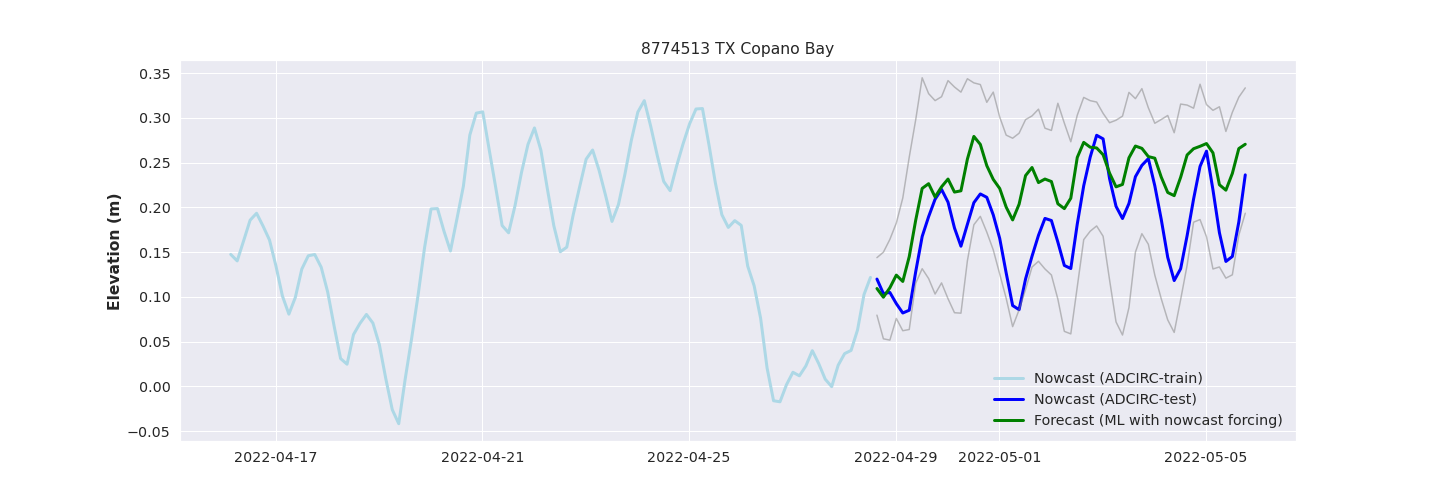 8774513 TX Copano Bay
Elevation (m)
0.35
0.30
0.25
0.20
0.15
0.10
0.05
0.00
−0.05
Nowcast (ADCIRC-train)
Nowcast (ADCIRC-test)
Forecast (ML with nowcast forcing)
2022-04-17 2022-04-21 2022-04-25 2022-04-29 2022-05-01 2022-05-05